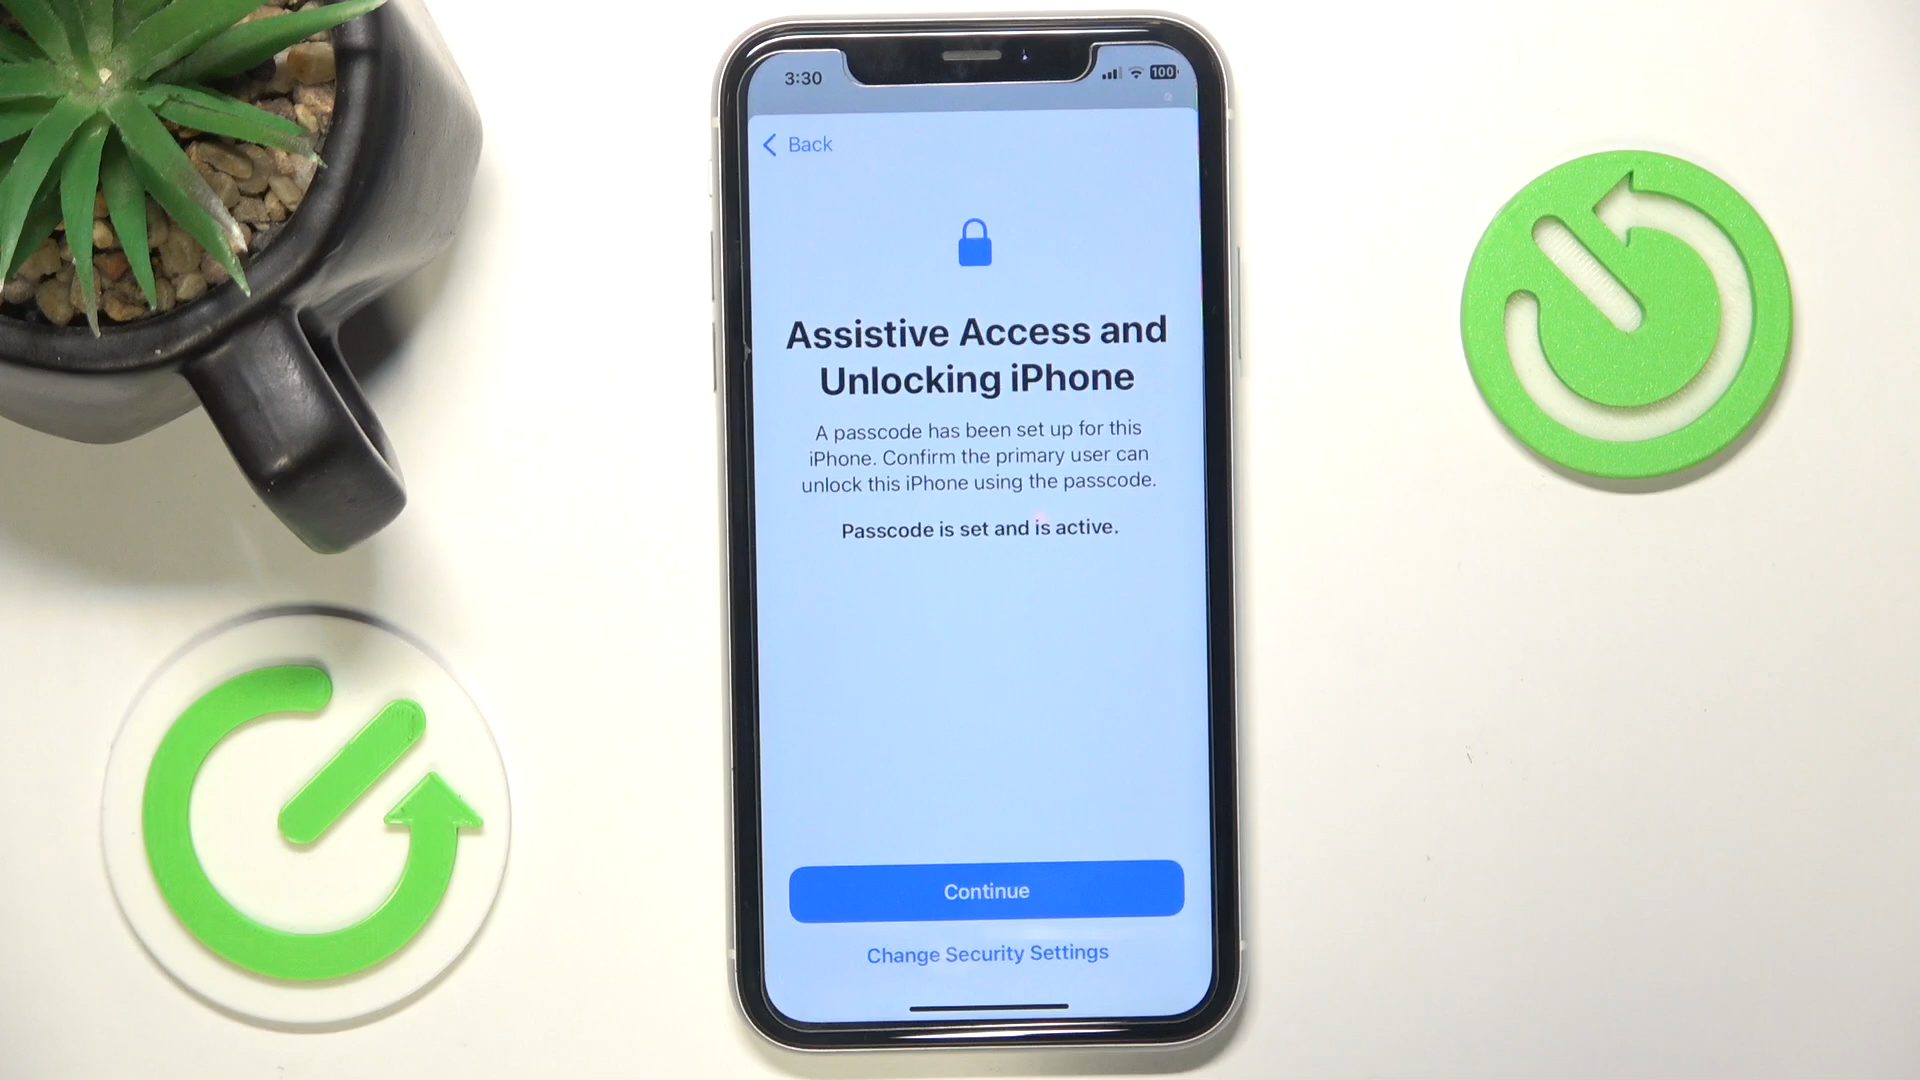 3:30
100
Back
Assistive Access and
Unlocking iPhone
A passcode has been set up for this
iPhone. Confirm the primary user can
unlock this iPhone using the passcode.
Passcode is set and is active.
Continue
Change Security Settings